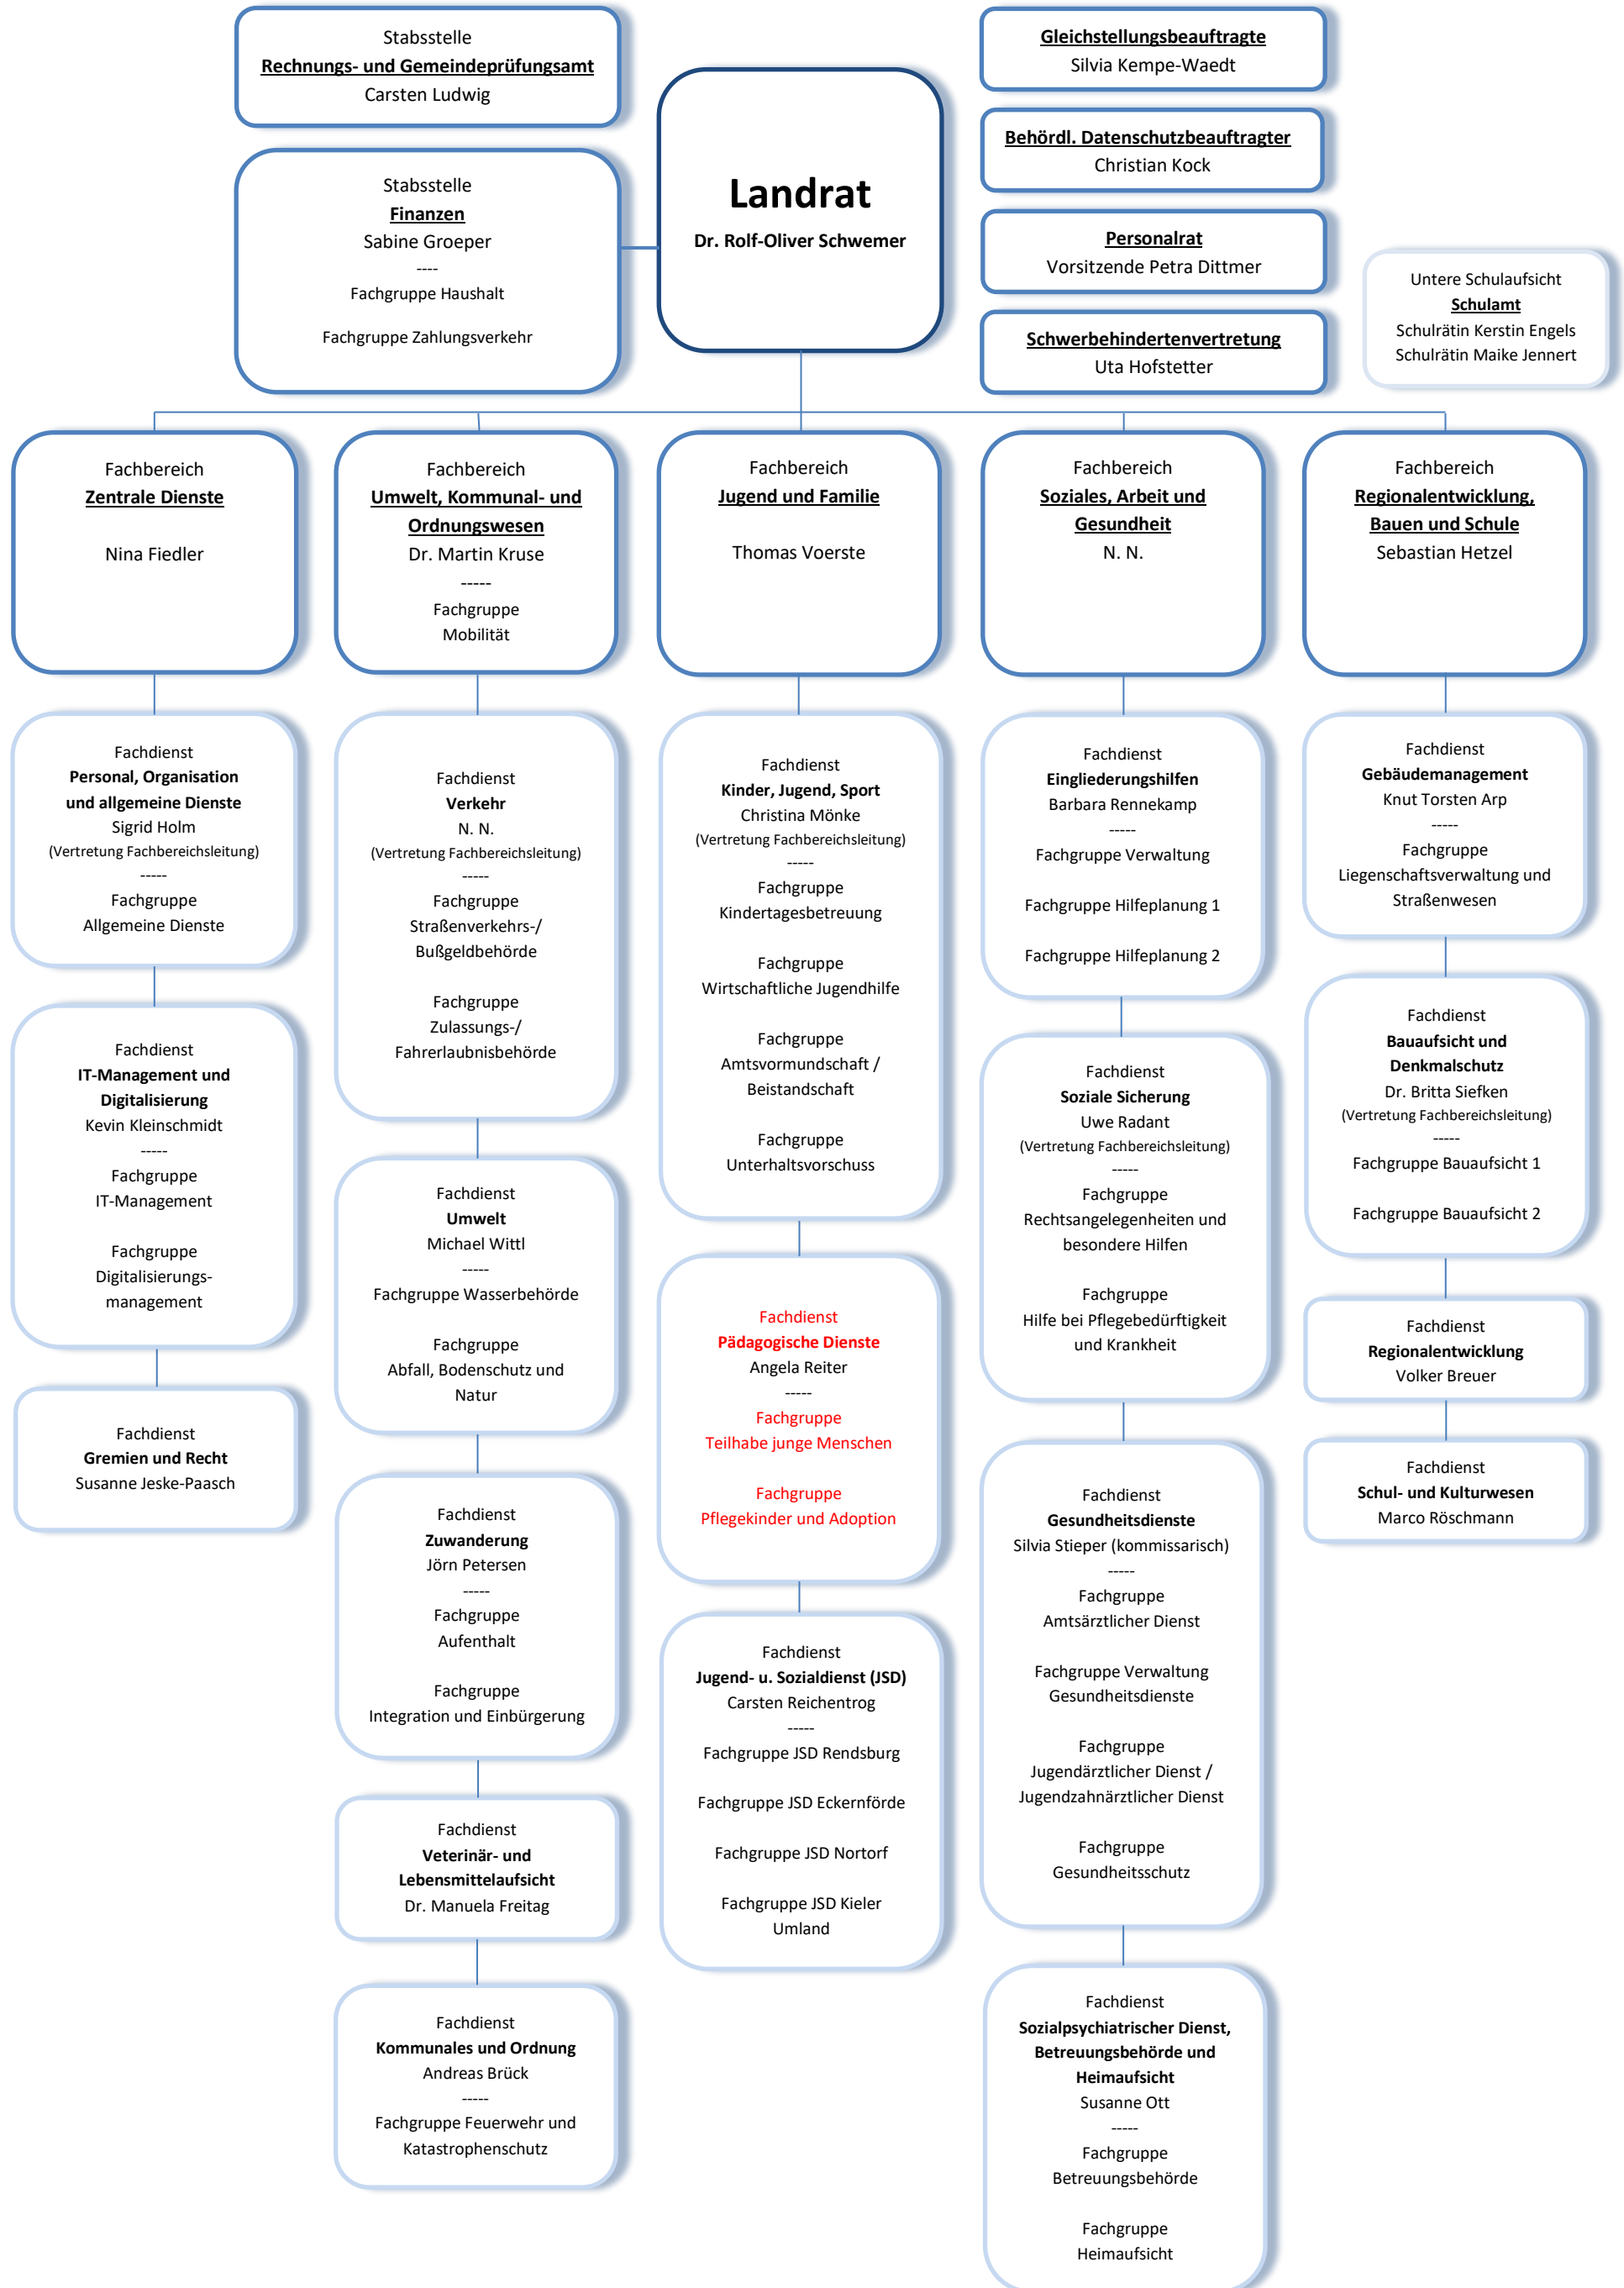 Stabsstelle
Rechnungs- und Gemeindeprüfungsamt
Carsten Ludwig
Stabsstelle
Finanzen
Sabine Groeper
----
Fachgruppe Haushalt
Fachgruppe Zahlungsverkehr
Landrat
Dr. Rolf-Oliver Schwemer
Gleichstellungsbeauftragte
Silvia Kempe-Waedt
Behördl. Datenschutzbeauftragter
Christian Kock
Personalrat
Vorsitzende Petra Dittmer
Schwerbehindertenvertretung
Uta Hofstetter
Untere Schulaufsicht
Schulamt
Schulrätin Kerstin Engels
Schulrätin Maike Jennert
Fachbereich
Zentrale Dienste
Nina Fiedler
Fachdienst
Personal, Organisation
und allgemeine Dienste
Sigrid Holm
(Vertretung Fachbereichsleitung)
-----
Fachgruppe
Allgemeine Dienste
Fachdienst
IT-Management und
Digitalisierung
Kevin Kleinschmidt
-----
Fachgruppe
IT-Management
Fachgruppe
Digitalisierungs-
management
Fachdienst
Gremien und Recht
Susanne Jeske-Paasch
Fachbereich
Umwelt, Kommunal- und
Ordnungswesen
Dr. Martin Kruse
-----
Fachgruppe
Mobilität
Fachdienst
Verkehr
N. N.
(Vertretung Fachbereichsleitung)
-----
Fachgruppe
Straßenverkehrs-/
Bußgeldbehörde
Fachgruppe
Zulassungs-/
Fahrerlaubnisbehörde
Fachdienst
Umwelt
Michael Wittl
-----
Fachgruppe Wasserbehörde
Fachgruppe
Abfall, Bodenschutz und
Natur
Fachdienst
Zuwanderung
Jörn Petersen
-----
Fachgruppe
Aufenthalt
Fachgruppe
Integration und Einbürgerung
Fachdienst
Veterinär- und
Lebensmittelaufsicht
Dr. Manuela Freitag
Fachdienst
Kommunales und Ordnung
Andreas Brück
-----
Fachgruppe Feuerwehr und
Katastrophenschutz
Fachbereich
Jugend und Familie
Thomas Voerste
Fachdienst
Kinder, Jugend, Sport
Christina Mönke
(Vertretung Fachbereichsleitung)
-----
Fachgruppe
Kindertagesbetreuung
Fachgruppe
Wirtschaftliche Jugendhilfe
Fachgruppe
Amtsvormundschaft /
Beistandschaft
Fachgruppe
Unterhaltsvorschuss
Fachdienst
Pädagogische Dienste
Angela Reiter
-----
Fachgruppe
Teilhabe junge Menschen
Fachgruppe
Pflegekinder und Adoption
Fachdienst
Jugend- u. Sozialdienst (JSD)
Carsten Reichentrog
-----
Fachgruppe JSD Rendsburg
Fachgruppe JSD Eckernförde
Fachgruppe JSD Nortorf
Fachgruppe JSD Kieler
Umland
Fachbereich
Soziales, Arbeit und
Gesundheit
N. N.
Fachdienst
Eingliederungshilfen
Barbara Rennekamp
-----
Fachgruppe Verwaltung
Fachgruppe Hilfeplanung 1
Fachgruppe Hilfeplanung 2
Fachdienst
Soziale Sicherung
Uwe Radant
(Vertretung Fachbereichsleitung)
-----
Fachgruppe
Rechtsangelegenheiten und
besondere Hilfen
Fachgruppe
Hilfe bei Pflegebedürftigkeit
und Krankheit
Fachdienst
Gesundheitsdienste
Silvia Stieper (kommissarisch)
-----
Fachgruppe
Amtsärztlicher Dienst
Fachgruppe Verwaltung
Gesundheitsdienste
Fachgruppe
Jugendärztlicher Dienst /
Jugendzahnärztlicher Dienst
Fachgruppe
Gesundheitsschutz
Fachdienst
Sozialpsychiatrischer Dienst,
Betreuungsbehörde und
Heimaufsicht
Susanne Ott
-----
Fachgruppe
Betreuungsbehörde
Fachgruppe
Heimaufsicht
Fachbereich
Regionalentwicklung,
Bauen und Schule
Sebastian Hetzel
Fachdienst
Gebäudemanagement
Knut Torsten Arp
-----
Fachgruppe
Liegenschaftsverwaltung und
Straßenwesen
Fachdienst
Bauaufsicht und
Denkmalschutz
Dr. Britta Siefken
(Vertretung Fachbereichsleitung)
-----
Fachgruppe Bauaufsicht 1
Fachgruppe Bauaufsicht 2
Fachdienst
Regionalentwicklung
Volker Breuer
Fachdienst
Schul- und Kulturwesen
Marco Röschmann